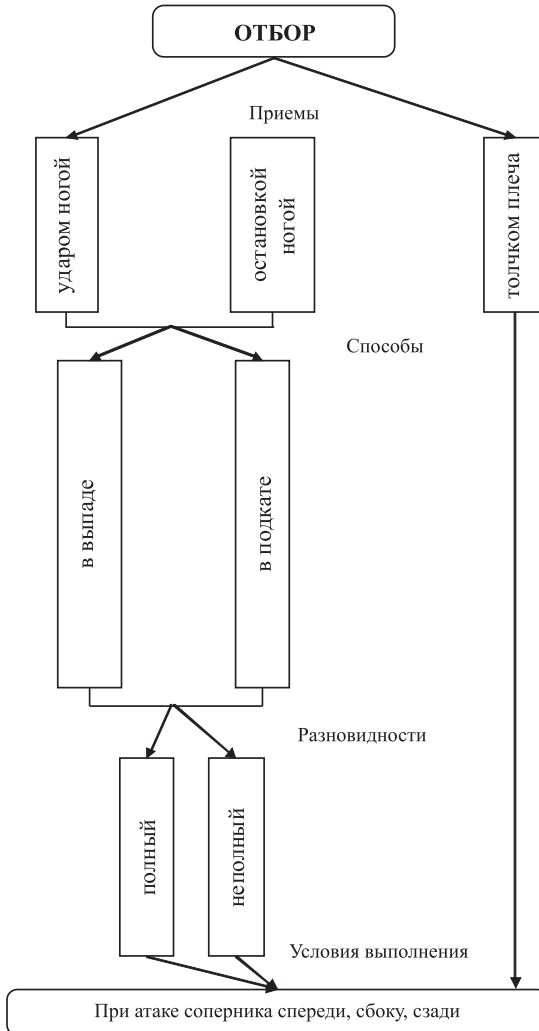 ОТБОР
Приемы
ударом ногой
остановкой
ногой
толчком плеча
Способы
в выпаде
в подкате
Разновидности
полный
неполный
Условия выполнения
При атаке соперника спереди, сбоку, сзади